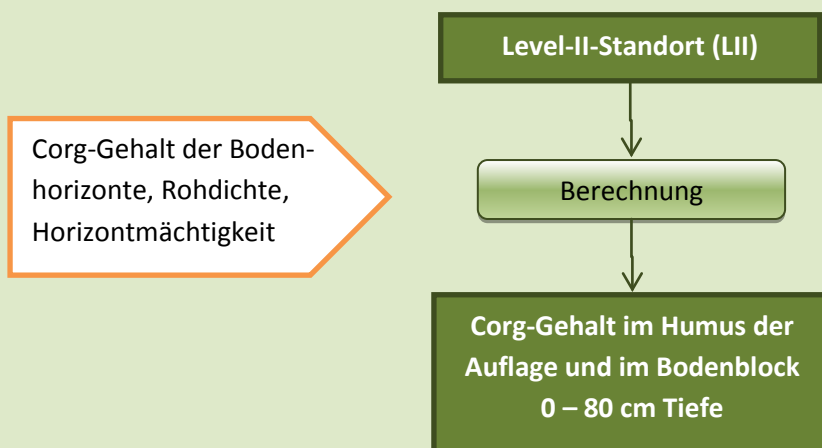 Level-II-Standort (LII)
Corg-Gehalt der Boden-
horizonte, Rohdichte,
Horizontmächtigkeit
Berechnung
Corg-Gehalt im Humus der
Auflage und im Bodenblock
0 – 80 cm Tiefe